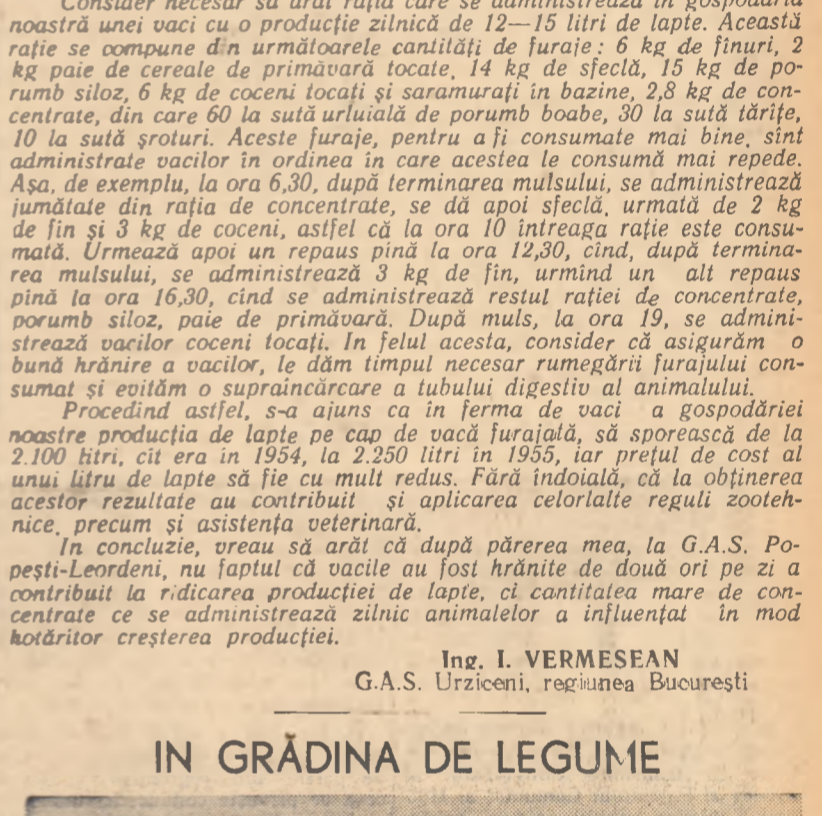 Consider necesar să arăt rația care se administrează în gospodăria
noastră unei vaci cu o producție zilnică de 12—15 litri de lapte. Această
rație se compune din următoarele cantități de furaje: 6 kg de fînuri, 2
kg paie de cereale de primăvară tocate, 14 kg de sfeclă, 15 kg de po-
rumb siloz, 6 kg de coceni tocați și saramurați în bazine, 2,8 kg de con-
centrate, din care 60 la sută urluială de porumb boabe, 30 la sută tărîțe,
10 la sută șroturi. Aceste furaje, pentru a fi consumate mai bine, sînt
administrate vacilor în ordinea în care acestea le consumă mai repede.
Așa, de exemplu, la ora 6,30, după terminarea mulsului, se administrează
jumătate din rația de concentrate, se dă apoi sfeclă, urmată de 2 kg
de fin și 3 kg de coceni, astfel că la ora 10 întreaga rație este consu-
mată. Urmează apoi un repaus pînă la ora 12,30, cînd, după termina-
rea mulsului, se administrează 3 kg de fîn, urmînd un alt repaus
pînă la ora 16,30, cînd se administrează restul rației de concentrate,
porumb siloz, paie de primăvară. După muls, la ora 19, se admini-
strează vacilor coceni tocați. In felul acesta, consider că asigurăm o
bună hrănire a vacilor, le dăm timpul necesar rumegării furajului con-
sumat și evităm o supraincărcare a tubului digestiv al animalului.
Procedînd astfel, s-a ajuns ca în ferma de vaci a gospodăriei
noastre producția de lapte pe cap de vacă furajată, să sporească de la
2.100 litri, cît era in 1954, la 2.250 litri în 1955, iar prețul de cost al
unui litru de lapte să fie cu mult redus. Fără îndoială, că la obținerea
acestor rezultate au contribuit și aplicarea celorlalte reguli zooteh-
nice, precum și asistența veterinară.
In concluzie, vreau să arăt că după părerea mea, la G.A.S. Po-
pești-Leordeni, nu faptul că vacile au fost hrănite de două ori pe zi a
contribuit la ridicarea producției de lapte, ci cantitatea mare de con-
centrate ce se administrează zilnic animalelor a influențat în mod
hotărîtor creșterea producției.
Ing. I. VERMESEAN
G.A.S. Urziceni, regiunea București
IN GRĂDINA DE LEGUME